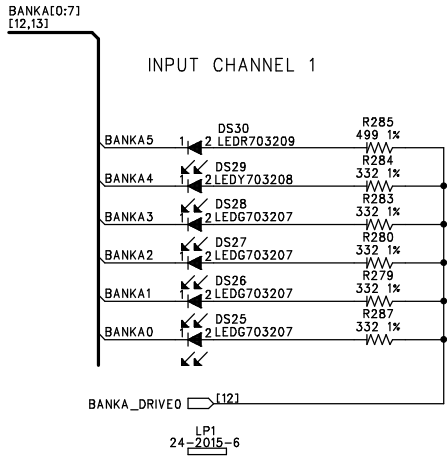 BANKA[0:7]
[12,13]
INPUT CHANNEL 1
R285
499 1%
DS30
BANKA5 1 2 LEDR703209
R284
332 1%
DS29
BANKA4 1 2 LEDY703208
R283
332 1%
DS28
BANKA3 1 2 LEDG703207
R280
332 1%
DS27
BANKA2 1 2 LEDG703207
R279
332 1%
DS26
BANKA1 1 2 LEDG703207
R287
332 1%
DS25
BANKA0 1 2 LEDG703207
BANKA_DRIVE0 [12]
LP1
24-2015-6